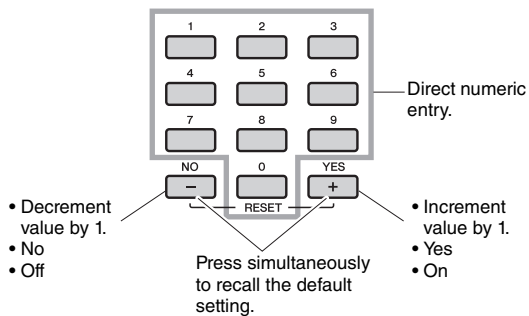 1 2 3
4 5 6
Direct numeric
entry.
7 8 9
NO 0 YES
− +
RESET
• Decrement
value by 1.
• No
• Off
• Increment
value by 1.
• Yes
• On
Press simultaneously
to recall the default
setting.